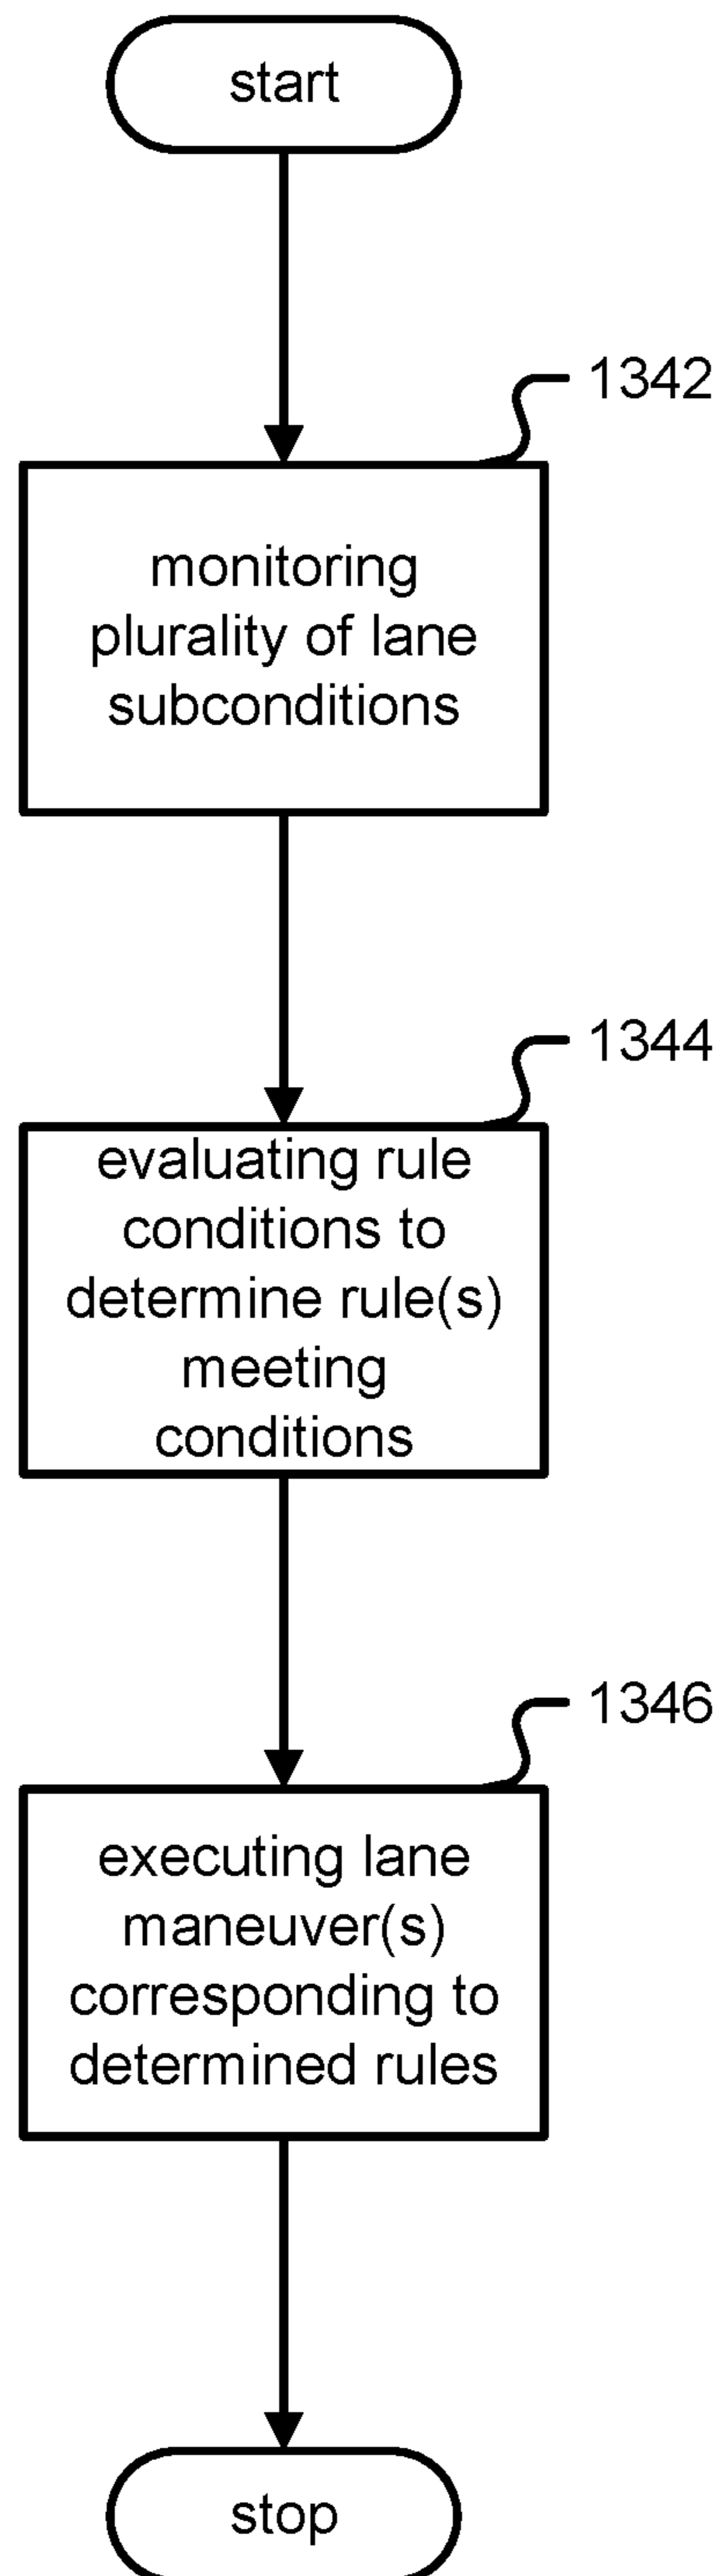 start
1342
monitoring
plurality of lane
subconditions
1344
evaluating rule
conditions to
determine rule(s)
meeting
conditions
1346
executing lane
maneuver(s)
corresponding to
determined rules
stop